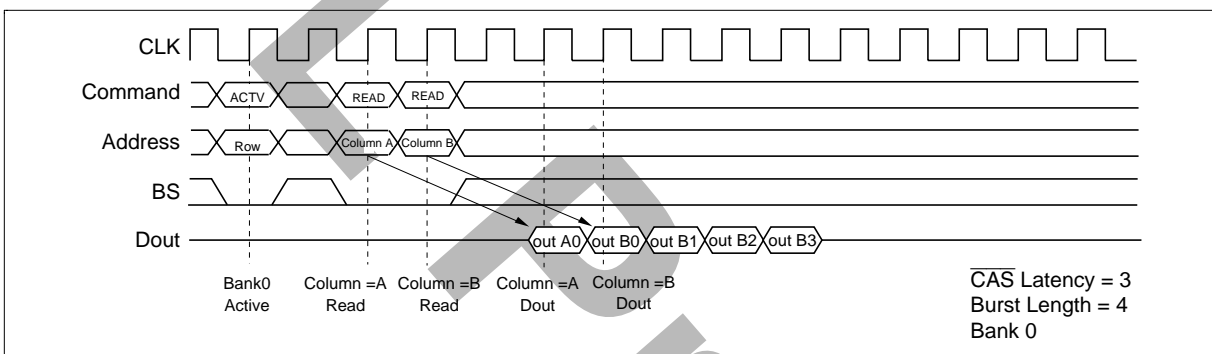 CLK
Command ACTV READ READ
Address Row Column A Column B
BS
Dout out A0 out B0 out B1 out B2 out B3
Bank0 Active
Column =A Read
Column =B Read
Column =A Dout
Column =B Dout
CAS Latency = 3
Burst Length = 4
Bank 0